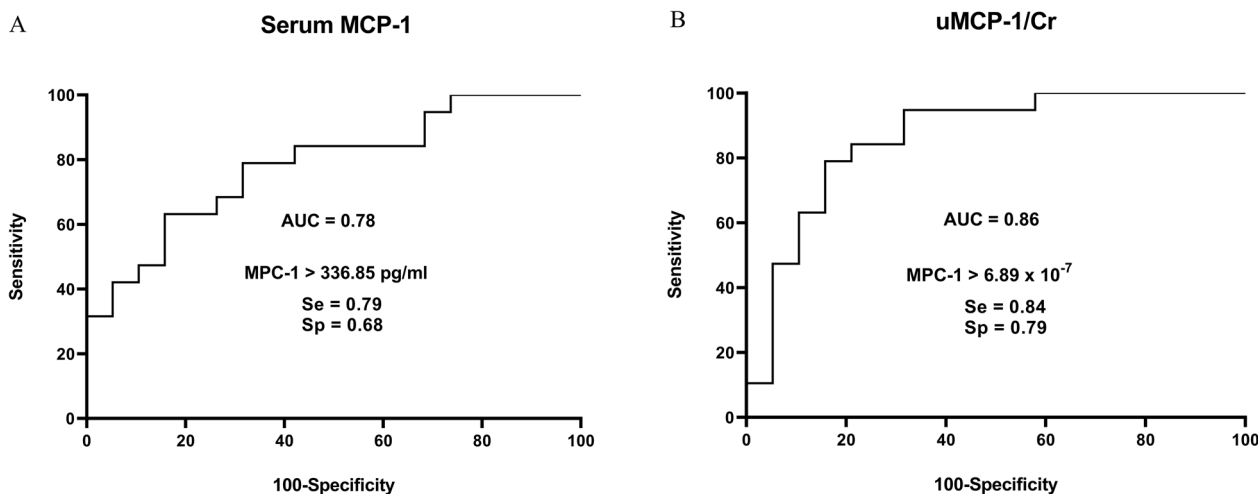 A
Serum MCP-1
100
80
60
40
20
0
Sensitivity
AUC = 0.78
MPC-1 > 336.85 pg/ml
Se = 0.79
Sp = 0.68
0 20 40 60 80 100
100-Specificity
B
uMCP-1/Cr
100
80
60
40
20
0
Sensitivity
AUC = 0.86
MPC-1 > 6.89 x 10⁻⁷
Se = 0.84
Sp = 0.79
0 20 40 60 80 100
100-Specificity